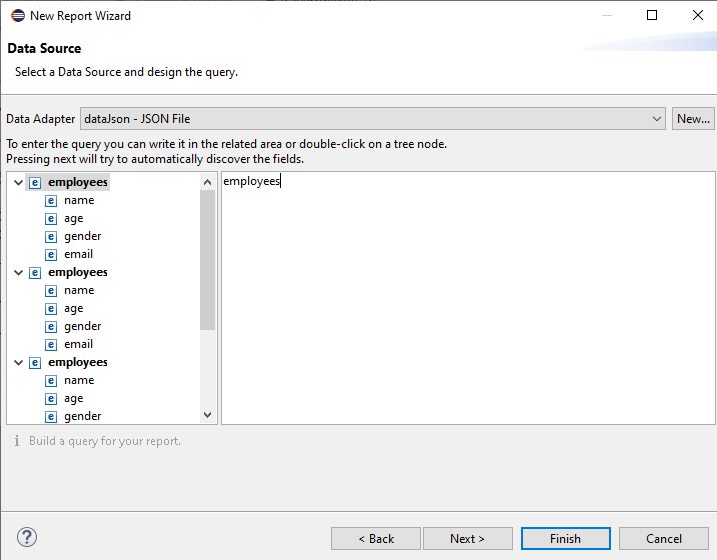 New Report Wizard
Data Source
Select a Data Source and design the query.
Data Adapter dataJson - JSON File New...
To enter the query you can write it in the related area or double-click on a tree node.
Pressing next will try to automatically discover the fields.
e employees employees
e name
e age
e gender
e email
e employees
e name
e age
e gender
e email
e employees
e name
e age
e gender
i Build a query for your report.
? < Back Next > Finish Cancel